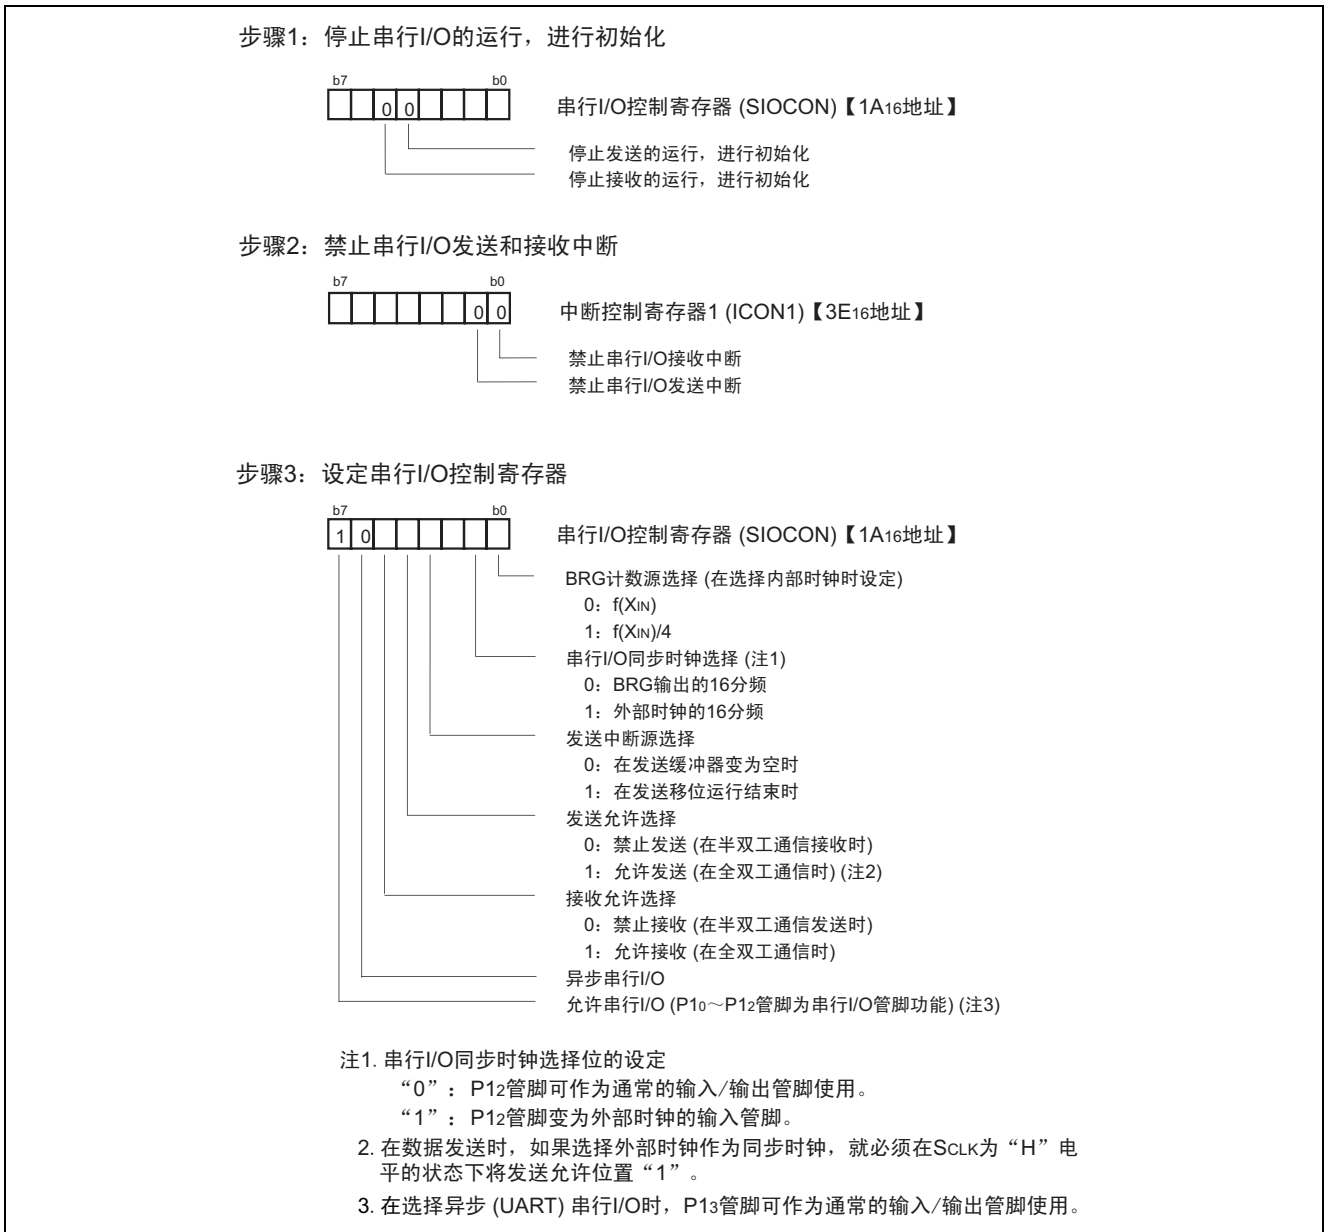 步骤1：停止串行I/O的运行，进行初始化
b7 b0
0 0 串行I/O控制寄存器 (SIOCON)【1A16地址】
停止发送的运行，进行初始化
停止接收的运行，进行初始化
步骤2：禁止串行I/O发送和接收中断
b7 b0
0 0 中断控制寄存器1 (ICON1)【3E16地址】
禁止串行I/O接收中断
禁止串行I/O发送中断
步骤3：设定串行I/O控制寄存器
b7 b0
1 0 串行I/O控制寄存器 (SIOCON)【1A16地址】
BRG计数源选择 (在选择内部时钟时设定)
0：f(XIN)
1：f(XIN)/4
串行I/O同步时钟选择 (注1)
0：BRG输出的16分频
1：外部时钟的16分频
发送中断源选择
0：在发送缓冲器变为空时
1：在发送移位运行结束时
发送允许选择
0：禁止发送 (在半双工通信接收时)
1：允许发送 (在全双工通信时) (注2)
接收允许选择
0：禁止接收 (在半双工通信发送时)
1：允许接收 (在全双工通信时)
异步串行I/O
允许串行I/O (P10～P12管脚为串行I/O管脚功能) (注3)
注1. 串行I/O同步时钟选择位的设定
“0”：P12管脚可作为通常的输入/输出管脚使用。
“1”：P12管脚变为外部时钟的输入管脚。
2. 在数据发送时，如果选择外部时钟作为同步时钟，就必须在SCLK为“H”电
平的状态下将发送允许位置“1”。
3. 在选择异步 (UART) 串行I/O时，P13管脚可作为通常的输入/输出管脚使用。